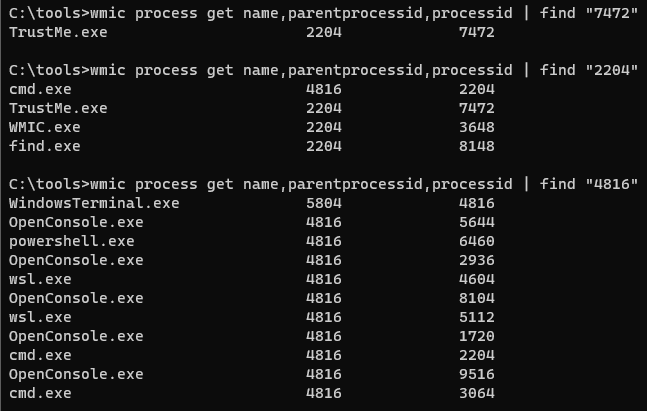 C:\tools>wmic process get name,parentprocessid,processid | find "7472"
TrustMe.exe 2204 7472
C:\tools>wmic process get name,parentprocessid,processid | find "2204"
cmd.exe 4816 2204
TrustMe.exe 2204 7472
WMIC.exe 2204 3648
find.exe 2204 8148
C:\tools>wmic process get name,parentprocessid,processid | find "4816"
WindowsTerminal.exe 5804 4816
OpenConsole.exe 4816 5644
powershell.exe 4816 6460
OpenConsole.exe 4816 2936
wsl.exe 4816 4604
OpenConsole.exe 4816 8104
wsl.exe 4816 5112
OpenConsole.exe 4816 1720
cmd.exe 4816 2204
OpenConsole.exe 4816 9516
cmd.exe 4816 3064